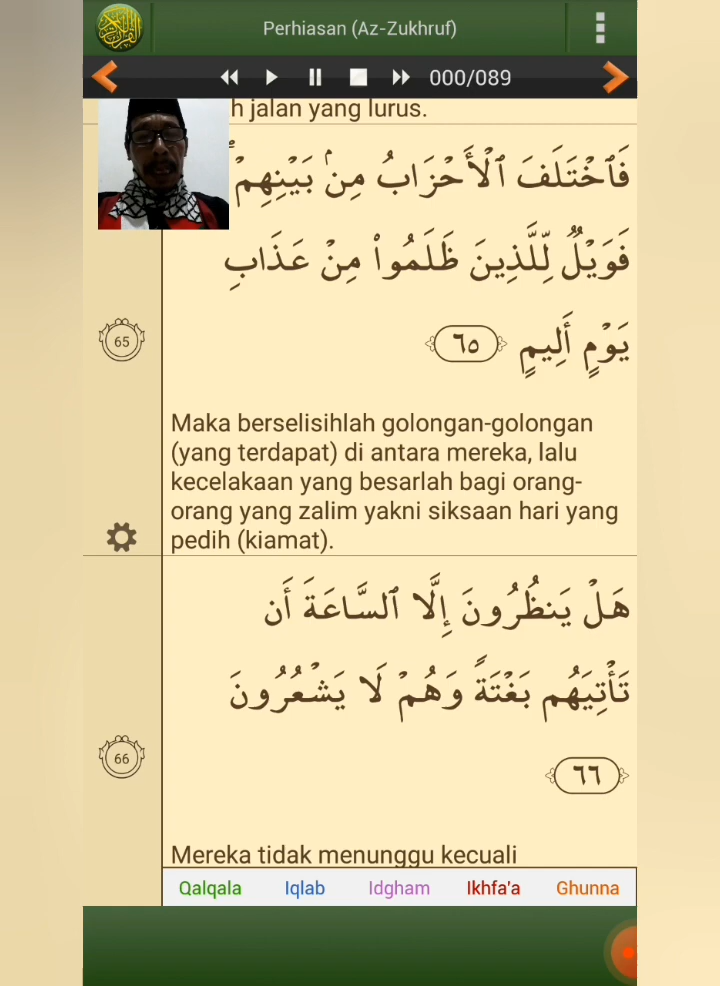 Perhiasan (Az-Zukhruf)
000/089
h jalan yang lurus.
فَٱخْتَلَفَ ٱلْأَحْزَابُ مِنۢ بَيْنِهِمْ ۖ
فَوَيْلٌ لِّلَّذِينَ ظَلَمُوا۟ مِنْ عَذَابِ
يَوْمٍ أَلِيمٍ ٦٥
65
Maka berselisihlah golongan-golongan
(yang terdapat) di antara mereka, lalu
kecelakaan yang besarlah bagi orang-
orang yang zalim yakni siksaan hari yang
pedih (kiamat).
هَلْ يَنظُرُونَ إِلَّا ٱلسَّاعَةَ أَن
تَأْتِيَهُم بَغْتَةً وَهُمْ لَا يَشْعُرُونَ
٦٦
66
Mereka tidak menunggu kecuali
Qalqala Iqlab Idgham Ikhfa'a Ghunna